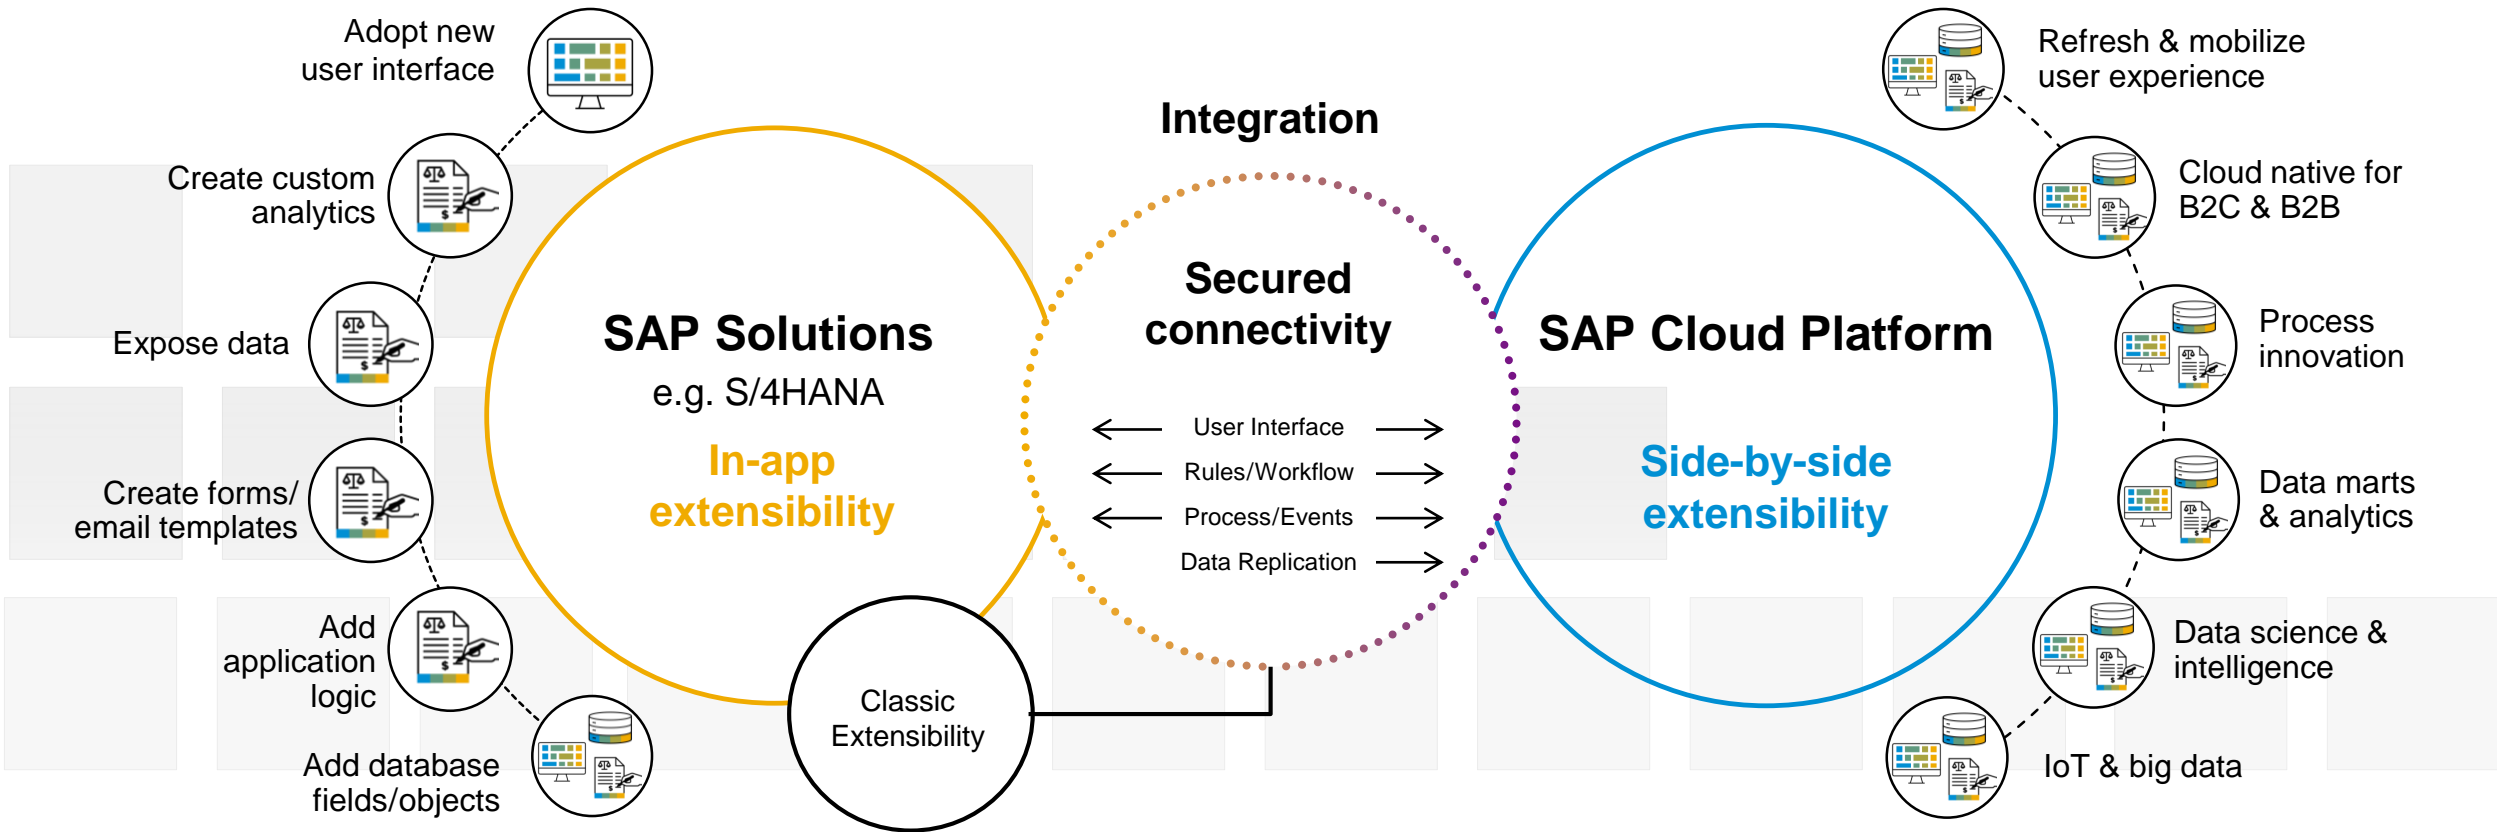 Adopt new
user interface
Create custom
analytics
Expose data
Create forms/
email templates
Add
application
logic
Add database
fields/objects
SAP Solutions
e.g. S/4HANA
In-app
extensibility
Classic
Extensibility
Integration
Secured
connectivity
User Interface
Rules/Workflow
Process/Events
Data Replication
SAP Cloud Platform
Side-by-side
extensibility
Refresh & mobilize
user experience
Cloud native for
B2C & B2B
Process
innovation
Data marts
& analytics
Data science &
intelligence
IoT & big data